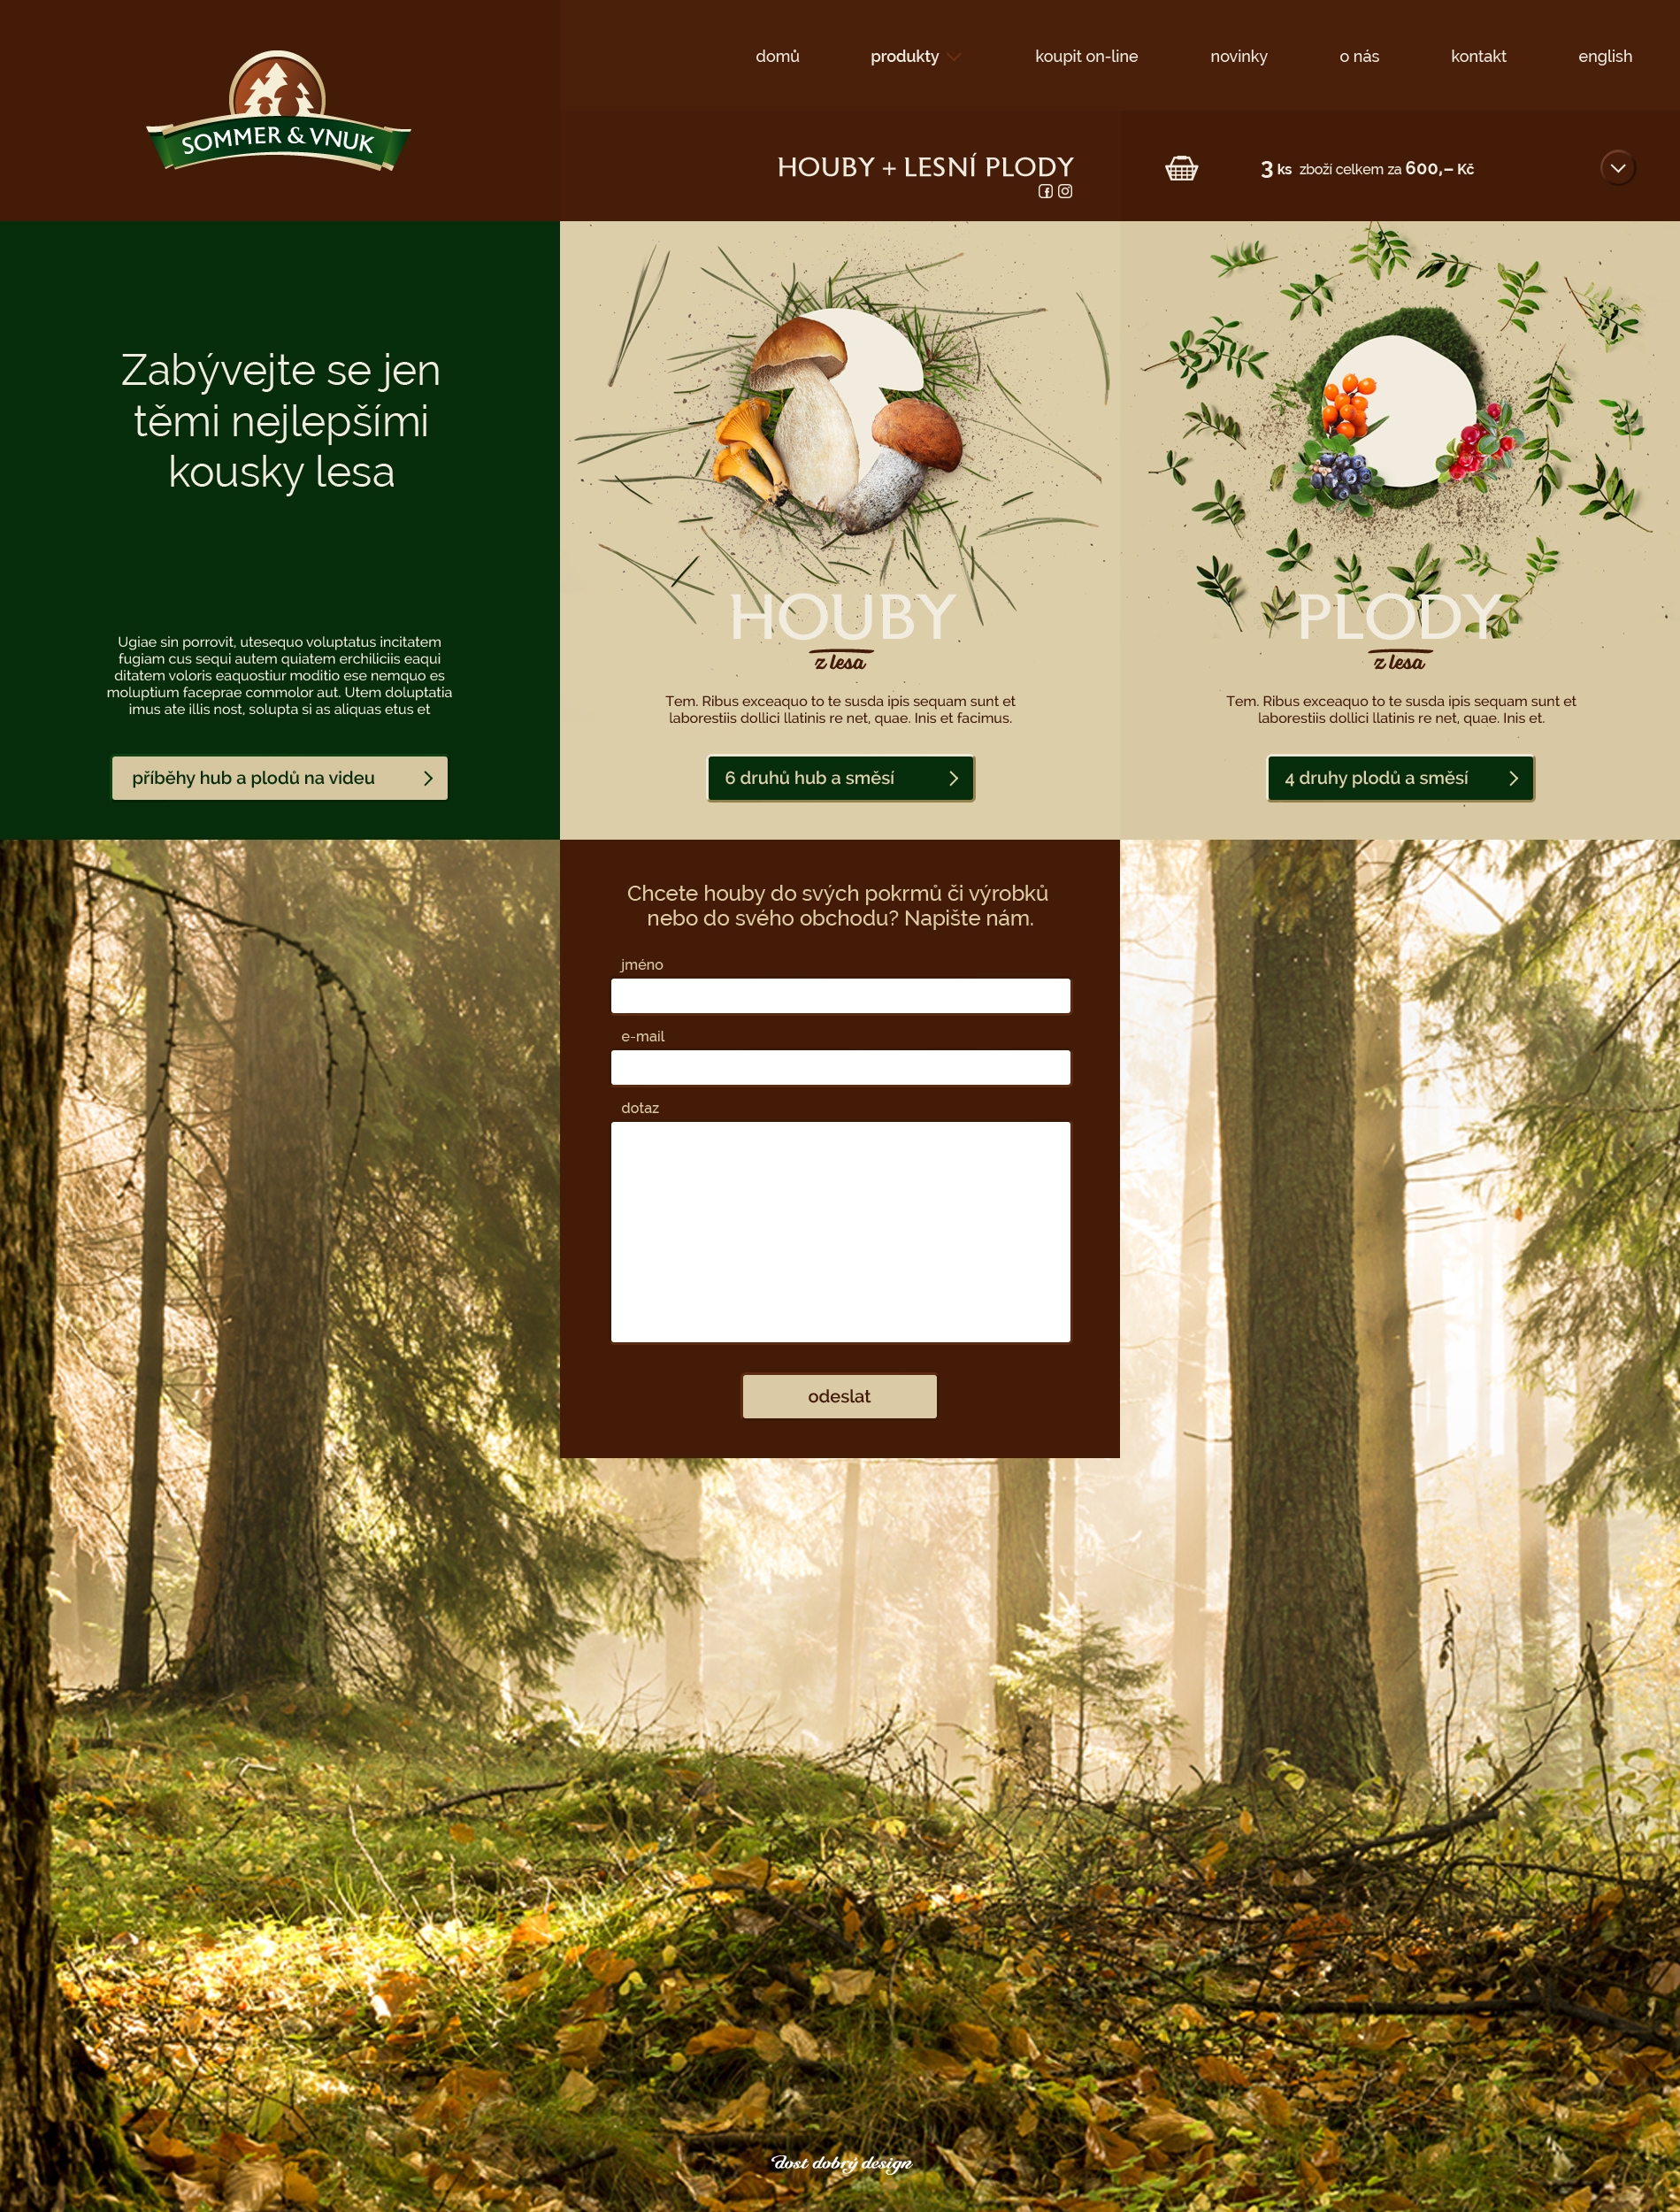 domů
produkty
koupit on-line
novinky
o nás
kontakt
english
SOMMER & VNUK
HOUBY + LESNÍ PLODY
3 ks zboží celkem za 600,– Kč
Zabývejte se jen
těmi nejlepšími
kousky lesa
Ugiae sin porrovit, utesequo voluptatus incitatem
fugiam cus sequi autem quiatem erchiliciis eaqui
ditatem voloris eaquostiur moditio ese nemquo es
moluptium faceprae commolor aut. Utem doluptatia
imus ate illis nost, solupta si as aliquas etus et
příběhy hub a plodů na videu
HOUBY
z lesa
Tem. Ribus exceaquo to te susda ipis sequam sunt et
laborestiis dollici llatinis re net, quae. Inis et facimus.
6 druhů hub a směsí
PLODY
z lesa
Tem. Ribus exceaquo to te susda ipis sequam sunt et
laborestiis dollici llatinis re net, quae. Inis et.
4 druhy plodů a směsí
Chcete houby do svých pokrmů či výrobků
nebo do svého obchodu? Napište nám.
jméno
e-mail
dotaz
odeslat
dost dobrý design